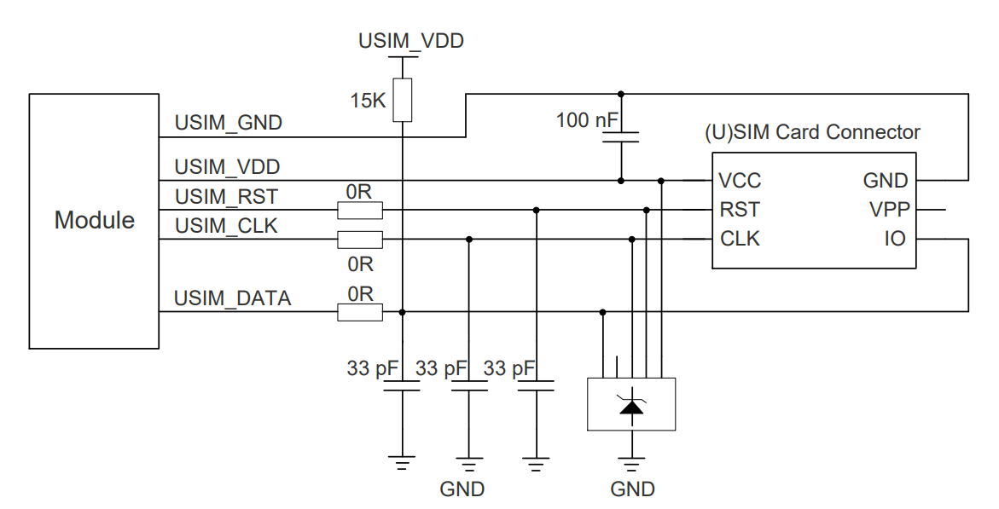 USIM_VDD
15K
USIM_GND
100 nF
(U)SIM Card Connector
USIM_VDD
VCC
GND
USIM_RST
0R
RST
VPP
Module
USIM_CLK
0R
CLK
IO
USIM_DATA
0R
33 pF
33 pF
33 pF
GND
GND